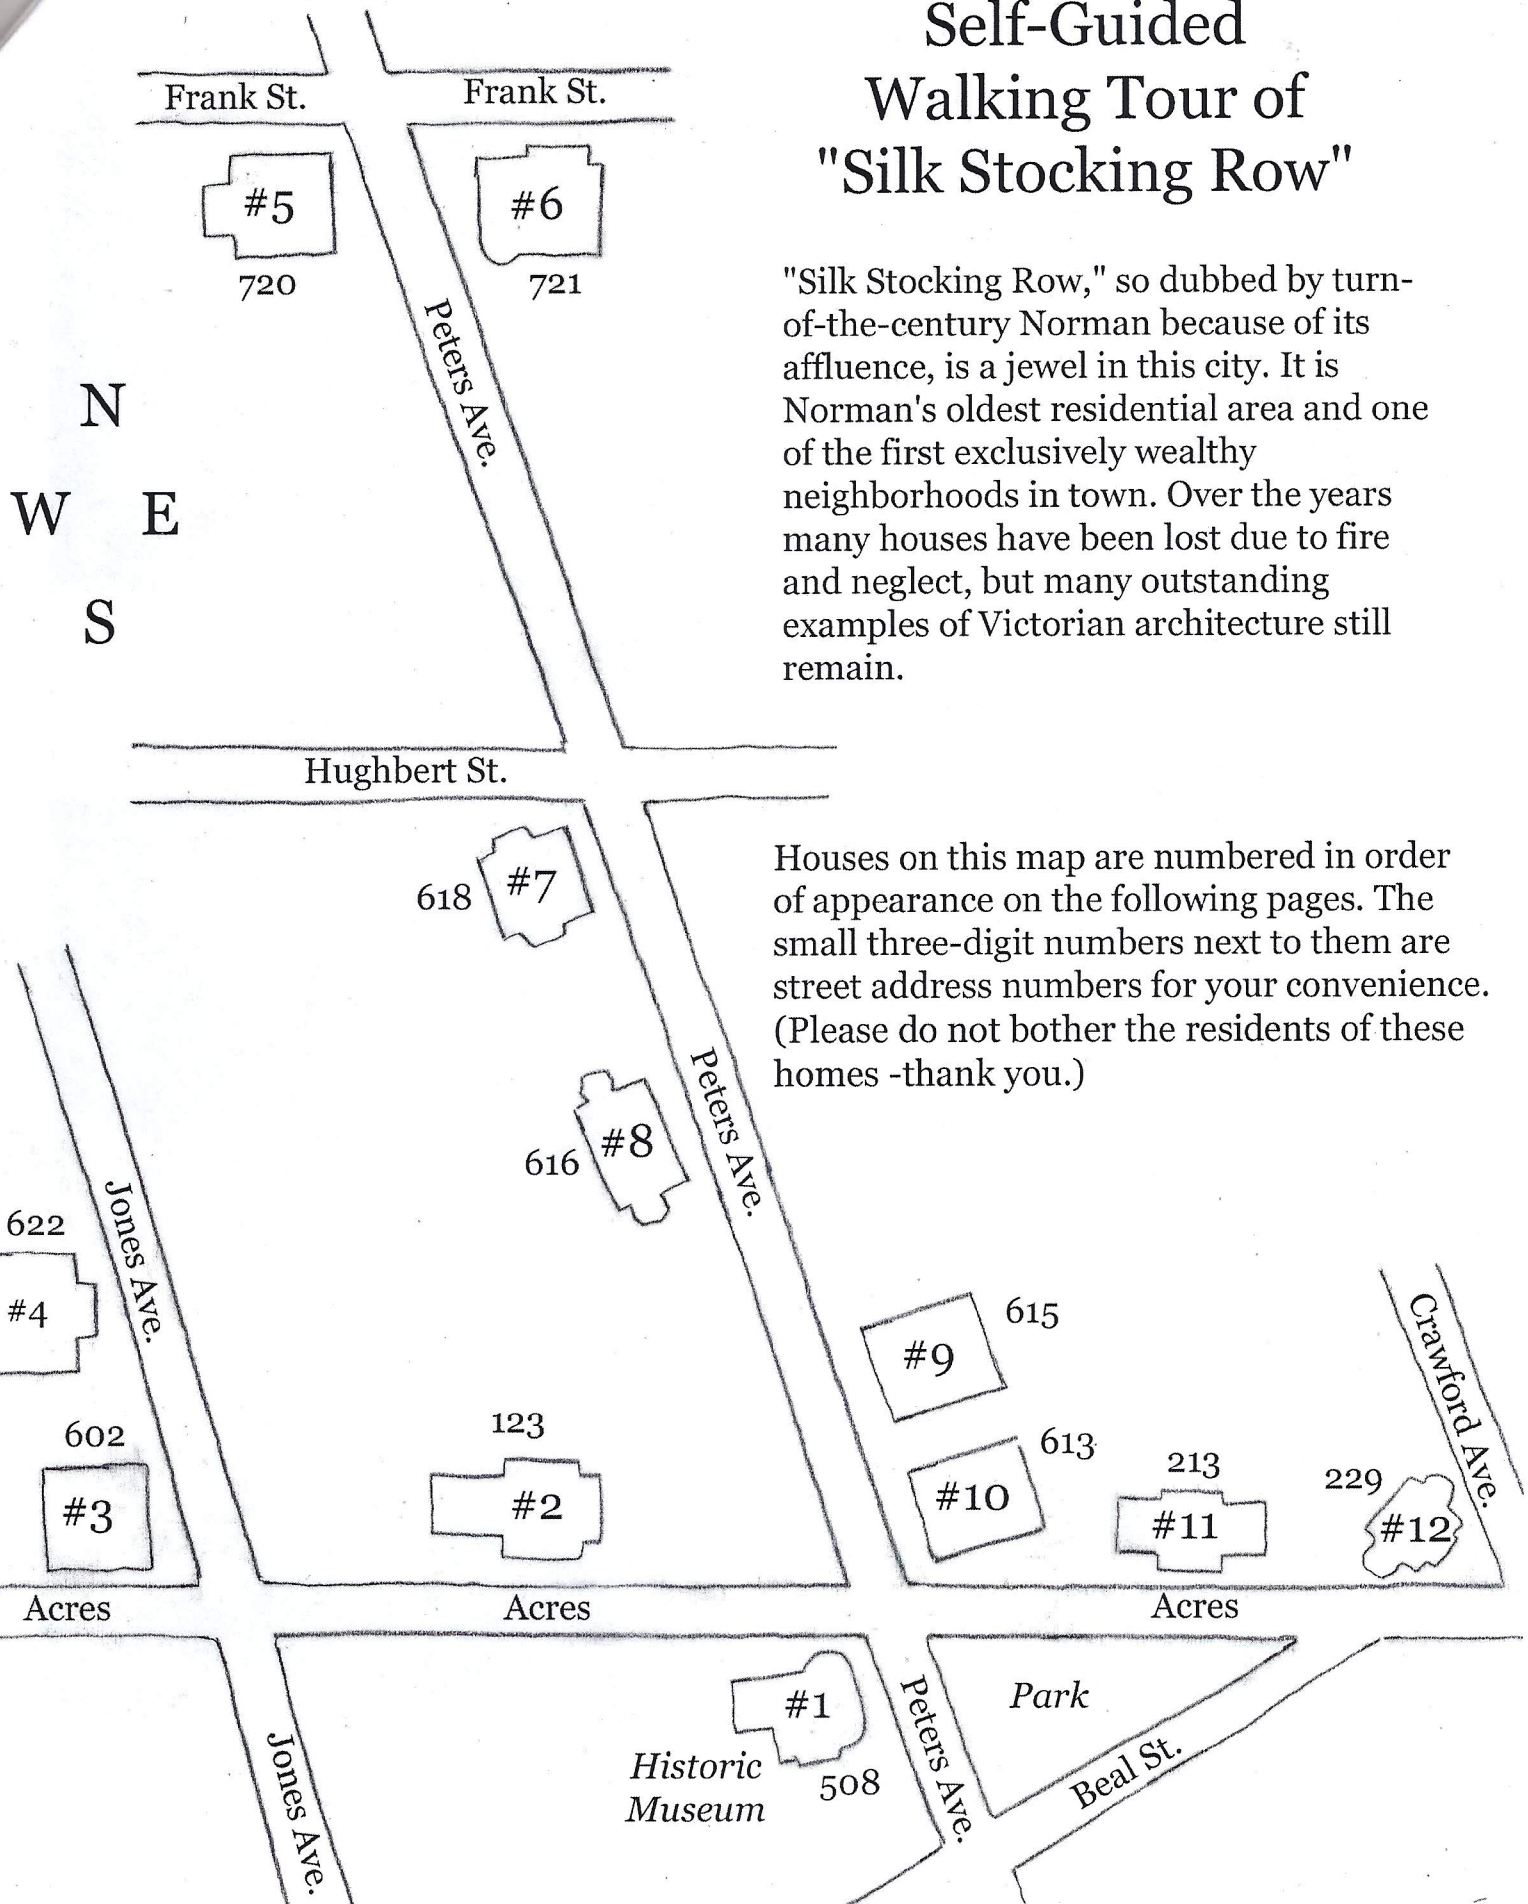 Self-Guided
Walking Tour of
"Silk Stocking Row"
Frank St.
Frank St.
#5
#6
720
721
"Silk Stocking Row," so dubbed by turn-
of-the-century Norman because of its
affluence, is a jewel in this city. It is
Norman's oldest residential area and one
of the first exclusively wealthy
neighborhoods in town. Over the years
many houses have been lost due to fire
and neglect, but many outstanding
examples of Victorian architecture still
remain.
Peters Ave.
N
W E
S
Hughbert St.
#7
618
Houses on this map are numbered in order
of appearance on the following pages. The
small three-digit numbers next to them are
street address numbers for your convenience.
(Please do not bother the residents of these
homes -thank you.)
Peters Ave.
#8
616
Jones Ave.
622
#4
615
#9
Crawford Ave.
602
#3
123
#2
613
#10
213
#11
229
#12
Acres
Acres
Acres
#1
508
Historic
Museum
Park
Peters Ave.
Beal St.
Jones Ave.